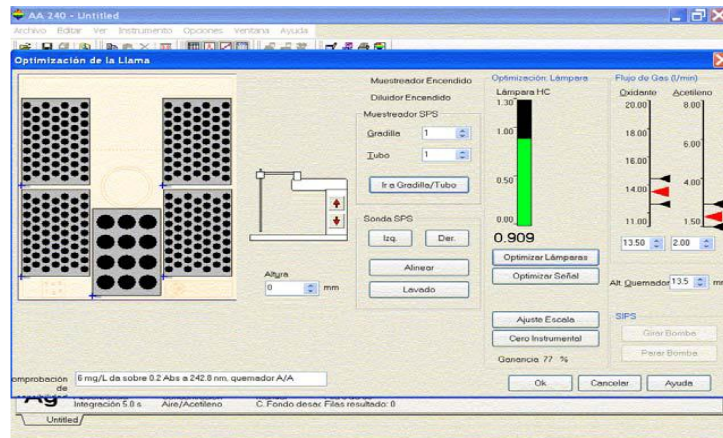 AA 240 - Untitled
Archivo Editar Ver Instrumento Opciones Ventana Ayuda
Optimización de la Llama
Muestreador Encendido
Diluidor Encendido
Muestreador SPS
Gradilla 1
Tubo 1
Ir a Gradilla/Tubo
Sonda SPS
Izq. Der.
Alinear
Lavado
Altura
0 mm
Optimización: Lámpara
Lámpara HC
1.30
1.00
0.50
0.00
0.909
Optimizar Lámparas
Optimizar Señal
Ajuste Escala
Cero Instrumental
Ganancia 77 %
Flujo de Gas (l/min)
Oxidante Acetileno
20.00 8.00
18.00 6.00
16.00
14.00 4.00
11.00 1.50
13.50 2.00
Alt. Quemador 13.5 mm
SIPS
Girar Bomba
Parar Bomba
omprobación de
6 mg/L da sobre 0.2 Abs a 242.8 nm, quemador A/A
Ok Cancelar Ayuda
Ag
Integración 5.0 s Aire/Acetileno C. Fondo desac Filas resultado: 0
Untitled